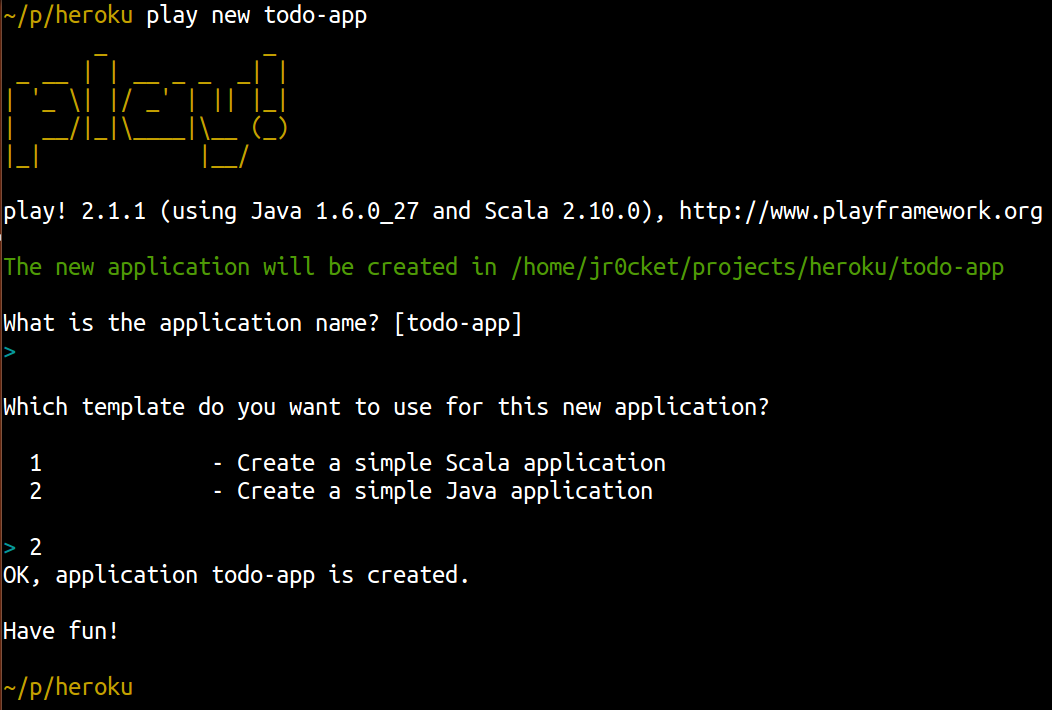 ~/p/heroku play new todo-app
       _            _
 _ __ | | __ _ _  _| |
| '_ \| |/ _' | || |_|
|  __/|_|\____|\__ (_)
|_|            |__/
play! 2.1.1 (using Java 1.6.0_27 and Scala 2.10.0), http://www.playframework.org
The new application will be created in /home/jr0cket/projects/heroku/todo-app
What is the application name? [todo-app]
>
Which template do you want to use for this new application?
  1             - Create a simple Scala application
  2             - Create a simple Java application
> 2
OK, application todo-app is created.
Have fun!
~/p/heroku